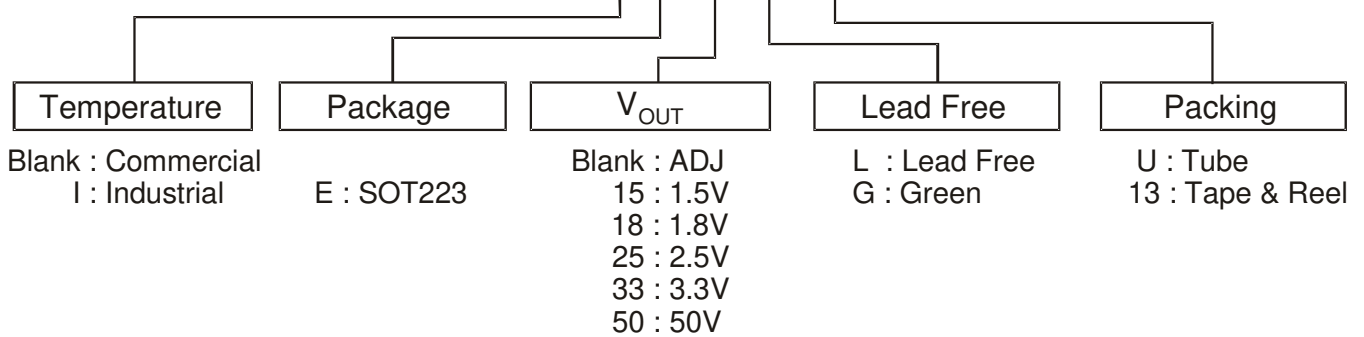 Temperature
Package
VOUT
Lead Free
Packing
Blank : Commercial
I : Industrial
E : SOT223
Blank : ADJ
15 : 1.5V
18 : 1.8V
25 : 2.5V
33 : 3.3V
50 : 50V
L : Lead Free
G : Green
U : Tube
13 : Tape & Reel